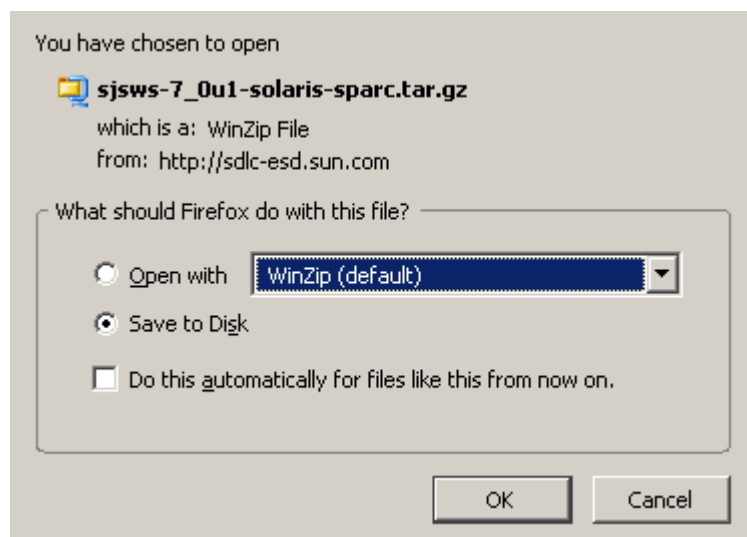 You have chosen to open
sjsws-7_0u1-solaris-sparc.tar.gz
which is a: WinZip File
from: http://sdlc-esd.sun.com
What should Firefox do with this file?
Open with WinZip (default)
Save to Disk
Do this automatically for files like this from now on.
OK Cancel